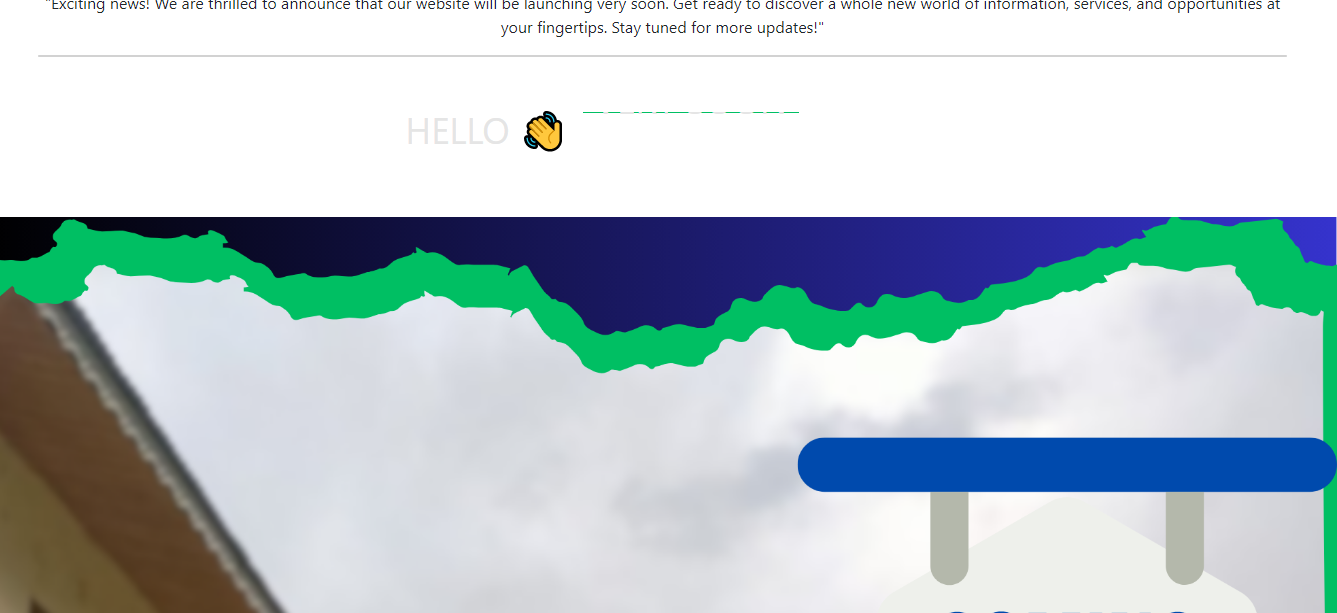 "Exciting news! We are thrilled to announce that our website will be launching very soon. Get ready to discover a whole new world of information, services, and opportunities at
your fingertips. Stay tuned for more updates!"
HELLO 👋